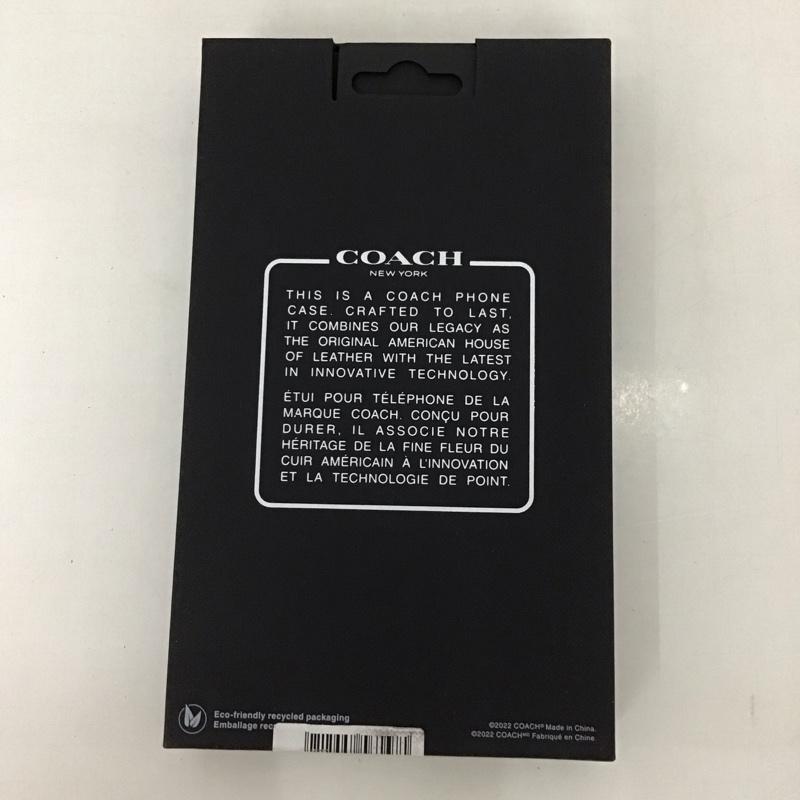 COACH
NEW YORK
THIS IS A COACH PHONE
CASE. CRAFTED TO LAST,
IT COMBINES OUR LEGACY AS
THE ORIGINAL AMERICAN HOUSE
OF LEATHER WITH THE LATEST
IN INNOVATIVE TECHNOLOGY.
ÉTUI POUR TÉLÉPHONE DE LA
MARQUE COACH. CONÇU POUR
DURER, IL ASSOCIE NOTRE
HÉRITAGE DE LA FINE FLEUR DU
CUIR AMÉRICAIN À L'INNOVATION
ET LA TECHNOLOGIE DE POINT.
Eco-friendly recycled packaging
Emballage
©2022 COACH® Made in China.
©2022 COACHᴹᴰ Fabriqué en Chine.